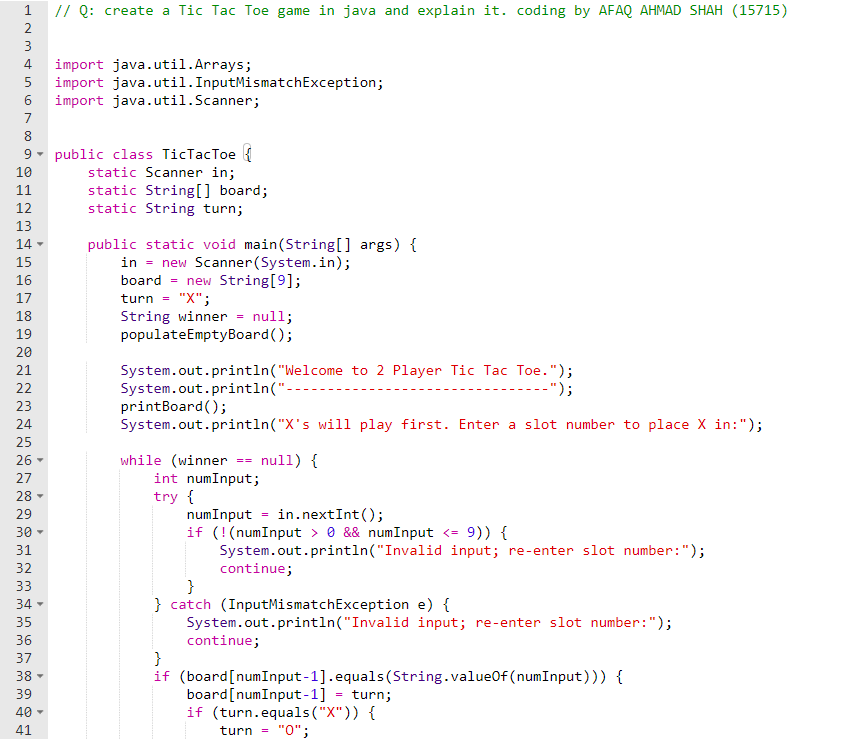 1 // Q: create a Tic Tac Toe game in java and explain it. coding by AFAQ AHMAD SHAH (15715)
2
3
4 import java.util.Arrays;
5 import java.util.InputMismatchException;
6 import java.util.Scanner;
7
8
9 public class TicTacToe {
10     static Scanner in;
11     static String[] board;
12     static String turn;
13
14     public static void main(String[] args) {
15         in = new Scanner(System.in);
16         board = new String[9];
17         turn = "X";
18         String winner = null;
19         populateEmptyBoard();
20
21         System.out.println("Welcome to 2 Player Tic Tac Toe.");
22         System.out.println("--------------------------------");
23         printBoard();
24         System.out.println("X's will play first. Enter a slot number to place X in:");
25
26         while (winner == null) {
27             int numInput;
28             try {
29                 numInput = in.nextInt();
30                 if (!(numInput > 0 && numInput <= 9)) {
31                     System.out.println("Invalid input; re-enter slot number:");
32                     continue;
33                 }
34             } catch (InputMismatchException e) {
35                 System.out.println("Invalid input; re-enter slot number:");
36                 continue;
37             }
38             if (board[numInput-1].equals(String.valueOf(numInput))) {
39                 board[numInput-1] = turn;
40                 if (turn.equals("X")) {
41                     turn = "O";